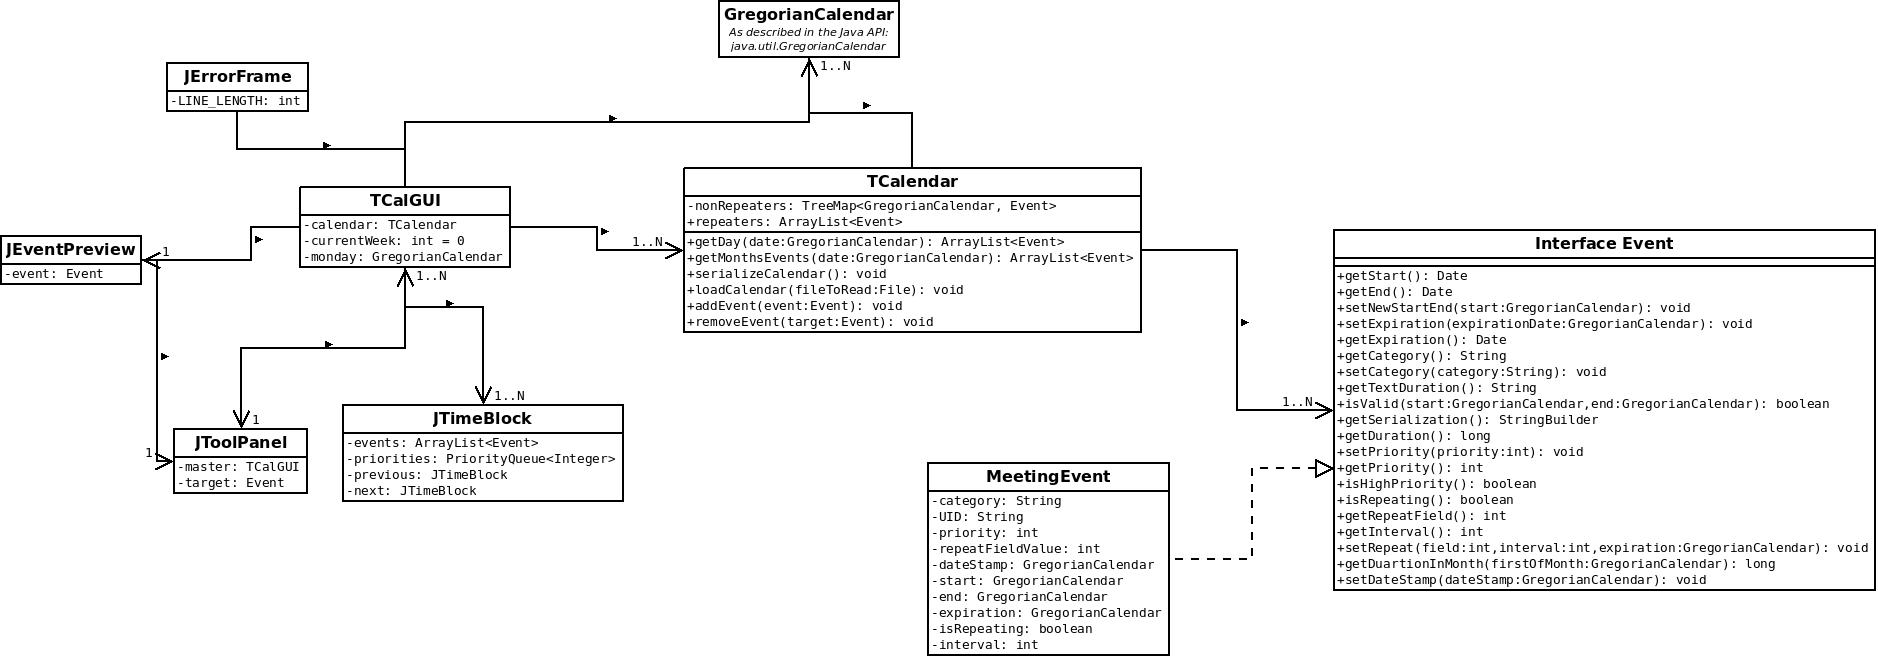 GregorianCalendar
As described in the Java API:
java.util.GregorianCalendar
1..N
JErrorFrame
-LINE_LENGTH: int
TCalGUI
-calendar: TCalendar
-currentWeek: int = 0
-monday: GregorianCalendar
1..N
JEventPreview
-event: Event
1
1
JToolPanel
-master: TCalGUI
-target: Event
1
JTimeBlock
-events: ArrayList<Event>
-priorities: PriorityQueue<Integer>
-previous: JTimeBlock
-next: JTimeBlock
1..N
TCalendar
-nonRepeaters: TreeMap<GregorianCalendar, Event>
+repeaters: ArrayList<Event>
+getDay(date:GregorianCalendar): ArrayList<Event>
+getMonthsEvents(date:GregorianCalendar): ArrayList<Event>
+serializeCalendar(): void
+loadCalendar(fileToRead:File): void
+addEvent(event:Event): void
+removeEvent(target:Event): void
1..N
Interface Event
+getStart(): Date
+getEnd(): Date
+setNewStartEnd(start:GregorianCalendar): void
+setExpiration(expirationDate:GregorianCalendar): void
+getExpiration(): Date
+getCategory(): String
+setCategory(category:String): void
+getTextDuration(): String
+isValid(start:GregorianCalendar,end:GregorianCalendar): boolean
+getSerialization(): StringBuilder
+getDuration(): long
+setPriority(priority:int): void
+getPriority(): int
+isHighPriority(): boolean
+isRepeating(): boolean
+getRepeatField(): int
+getInterval(): int
+setRepeat(field:int,interval:int,expiration:GregorianCalendar): void
+getDuartionInMonth(firstOfMonth:GregorianCalendar): long
+setDateStamp(dateStamp:GregorianCalendar): void
1..N
MeetingEvent
-category: String
-UID: String
-priority: int
-repeatFieldValue: int
-dateStamp: GregorianCalendar
-start: GregorianCalendar
-end: GregorianCalendar
-expiration: GregorianCalendar
-isRepeating: boolean
-interval: int